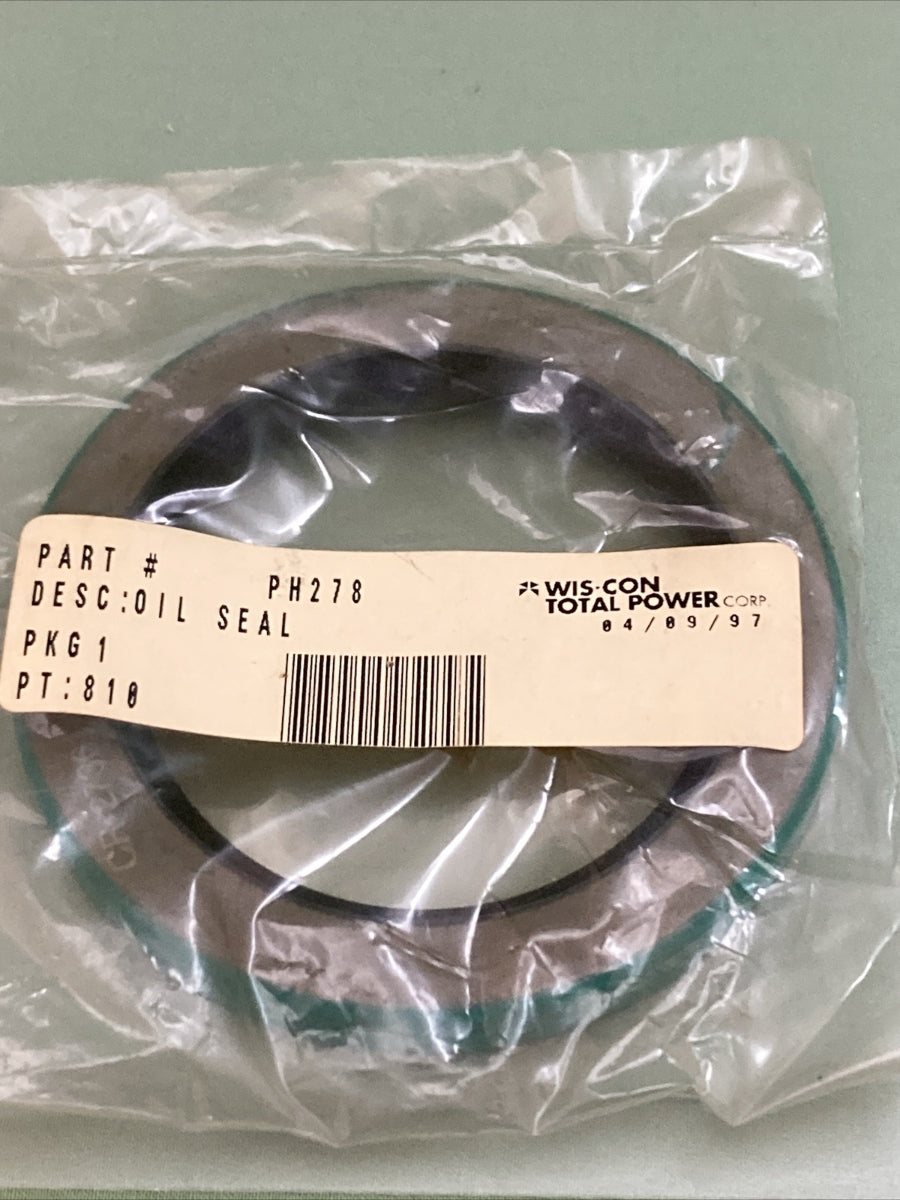 PART #
PH278
DESC:OIL SEAL
PKG 1
PT:810
WIS-CON
TOTAL POWER CORP.
04/09/97